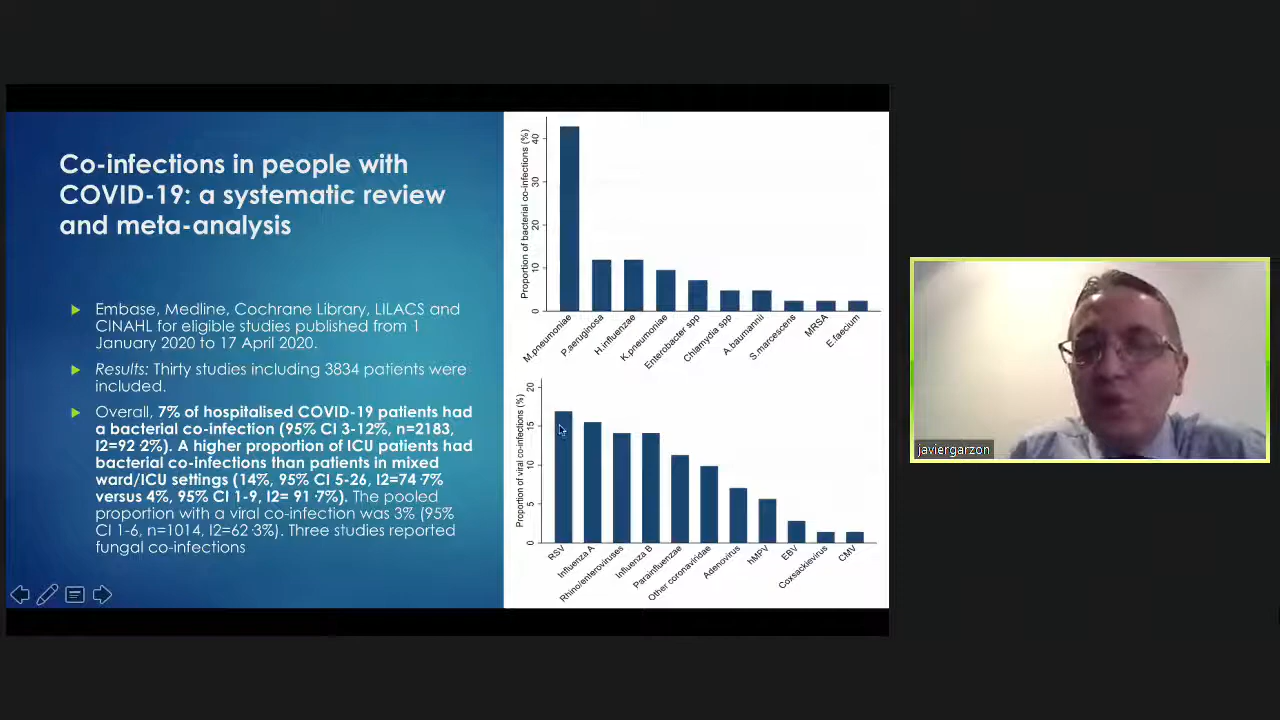 Co-infections in people with
COVID-19: a systematic review
and meta-analysis
Embase, Medline, Cochrane Library, LILACS and
CINAHL for eligible studies published from 1
January 2020 to 17 April 2020.
Results: Thirty studies including 3834 patients were
included.
Overall, 7% of hospitalised COVID-19 patients had
a bacterial co-infection (95% CI 3-12%, n=2183,
I2=92·2%). A higher proportion of ICU patients had
bacterial co-infections than patients in mixed
ward/ICU settings (14%, 95% CI 5-26, I2=74·7%
versus 4%, 95% CI 1-9, I2= 91·7%). The pooled
proportion with a viral co-infection was 3% (95%
CI 1-6, n=1014, I2=62·3%). Three studies reported
fungal co-infections
Proportion of bacterial co-infections (%)
40
30
20
10
0
M.pneumoniae
P.aeruginosa
H.influenzae
K.pneumoniae
Enterobacter spp
Chlamydia spp
A.baumannii
S.marcescens
MRSA
E.faecium
Proportion of viral co-infections (%)
20
15
10
5
0
RSV
Influenza A
Rhino/enteroviruses
Influenza B
Parainfluenzae
Other coronaviridae
Adenovirus
hMPV
EBV
Coxsackievirus
CMV
javiergarzon